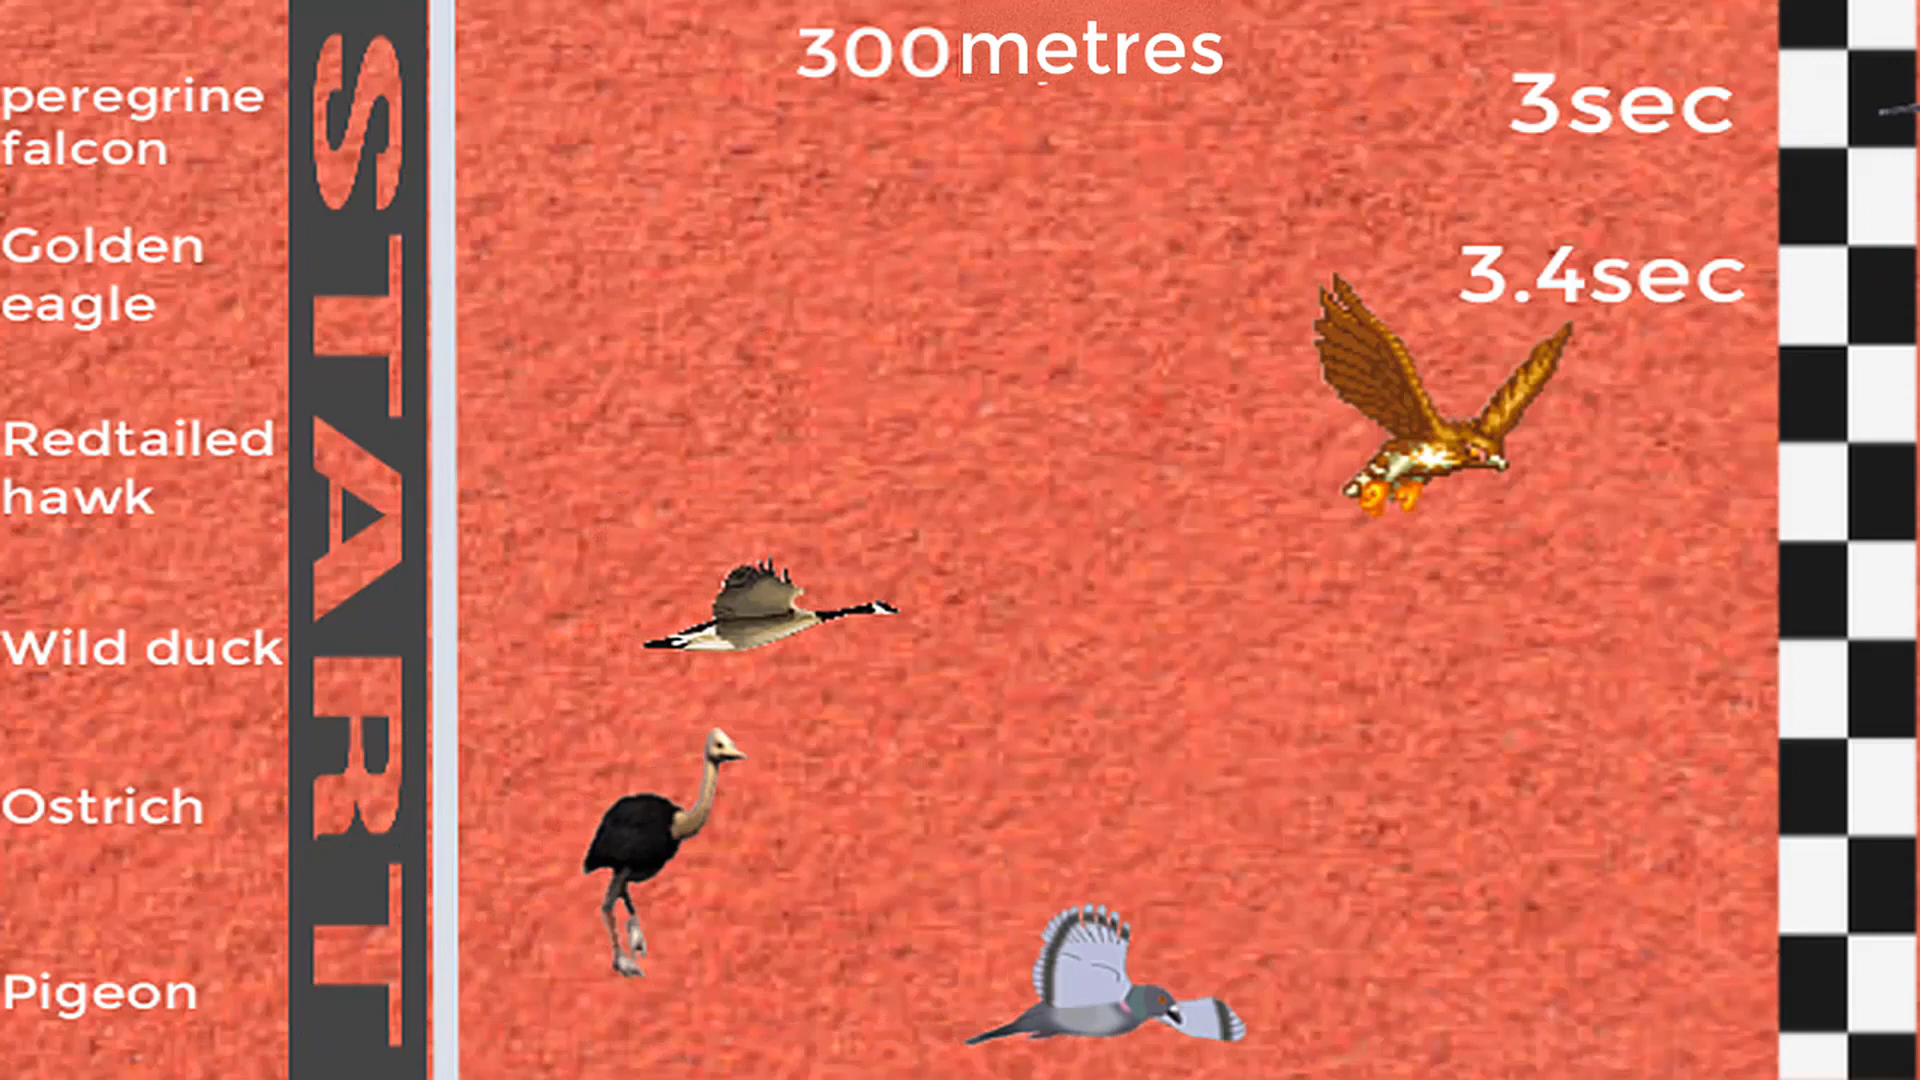 300metres
peregrine
falcon
3sec
Golden
eagle
3.4sec
Redtailed
hawk
Wild duck
Ostrich
Pigeon
START